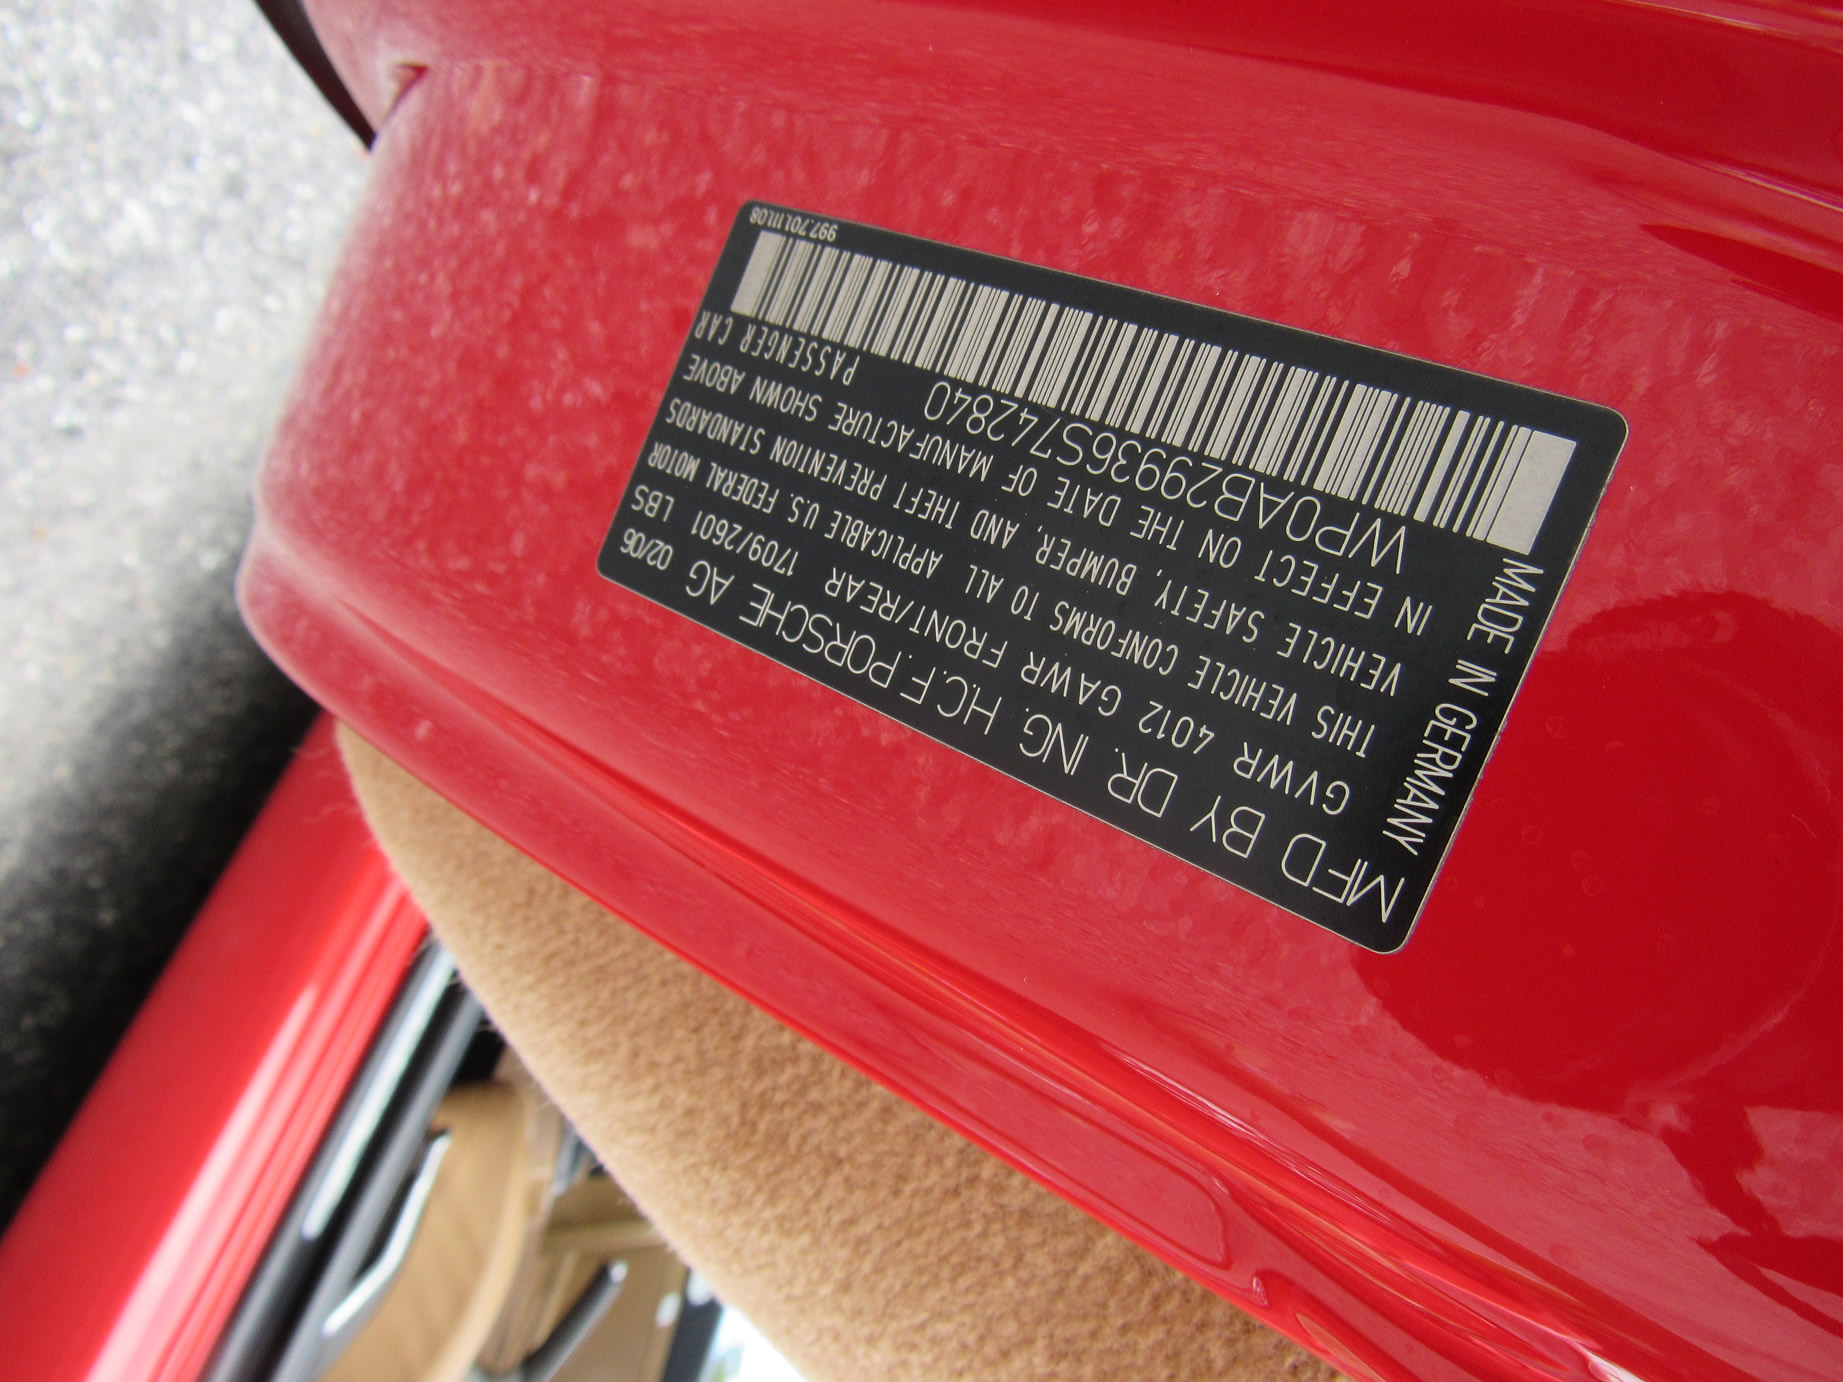 MFD BY DR. ING. H.C. F. PORSCHE AG 02/06
GVWR 4012 GAWR FRONT/REAR 1709/2601 LBS
THIS VEHICLE CONFORMS TO ALL APPLICABLE U.S. FEDERAL MOTOR
VEHICLE SAFETY, BUMPER, AND THEFT PREVENTION STANDARDS
IN EFFECT ON THE DATE OF MANUFACTURE SHOWN ABOVE
WP0AB29936S742840 PASSENGER CAR
MADE IN GERMANY
997.701.111.08